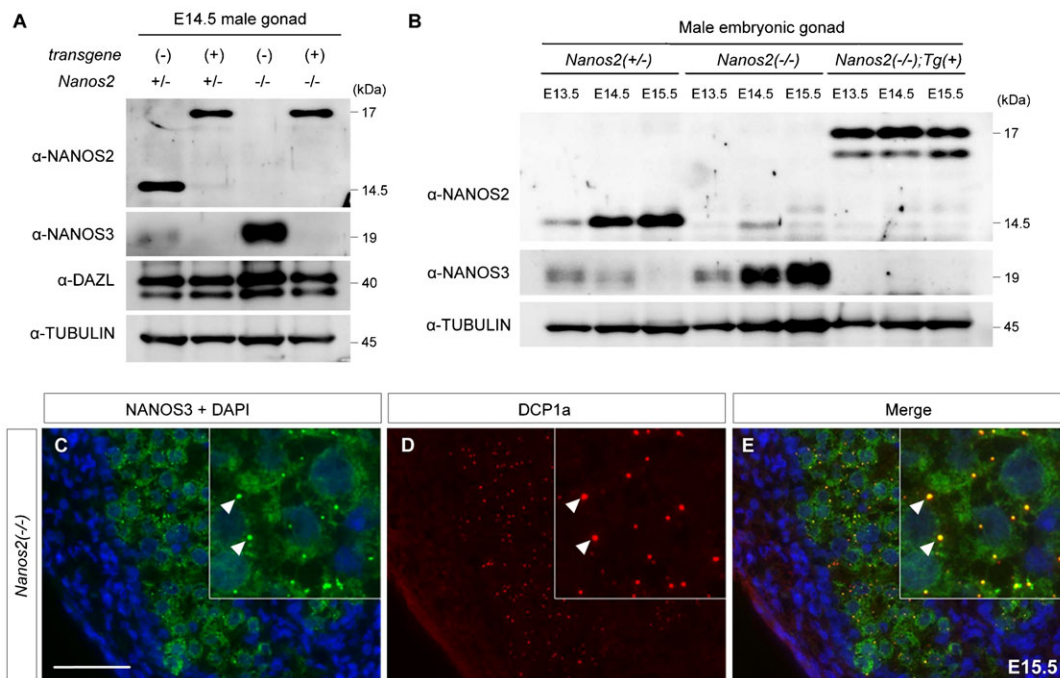 A
E14.5 male gonad
transgene (-) (+) (-) (+)
Nanos2 +/- +/- -/- -/-
(kDa)
α-NANOS2
17
14.5
α-NANOS3
19
α-DAZL
40
α-TUBULIN
45
B
Male embryonic gonad
Nanos2(+/-) Nanos2(-/-) Nanos2(-/-);Tg(+)
E13.5 E14.5 E15.5 E13.5 E14.5 E15.5 E13.5 E14.5 E15.5
(kDa)
17
α-NANOS2
14.5
α-NANOS3
19
α-TUBULIN
45
NANOS3 + DAPI DCP1a Merge
Nanos2(-/-)
C D E
E15.5